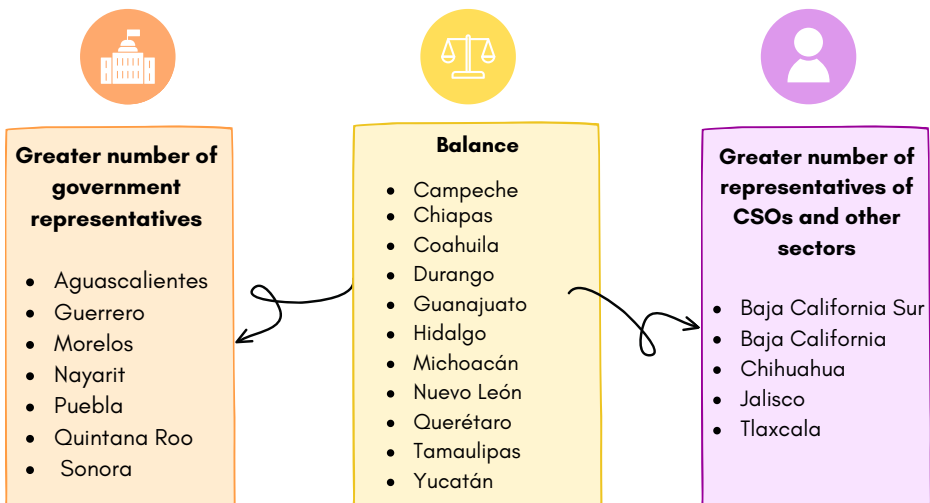 Greater number of
government
representatives
• Aguascalientes
• Guerrero
• Morelos
• Nayarit
• Puebla
• Quintana Roo
• Sonora
Balance
• Campeche
• Chiapas
• Coahuila
• Durango
• Guanajuato
• Hidalgo
• Michoacán
• Nuevo León
• Querétaro
• Tamaulipas
• Yucatán
Greater number of
representatives of
CSOs and other
sectors
• Baja California Sur
• Baja California
• Chihuahua
• Jalisco
• Tlaxcala